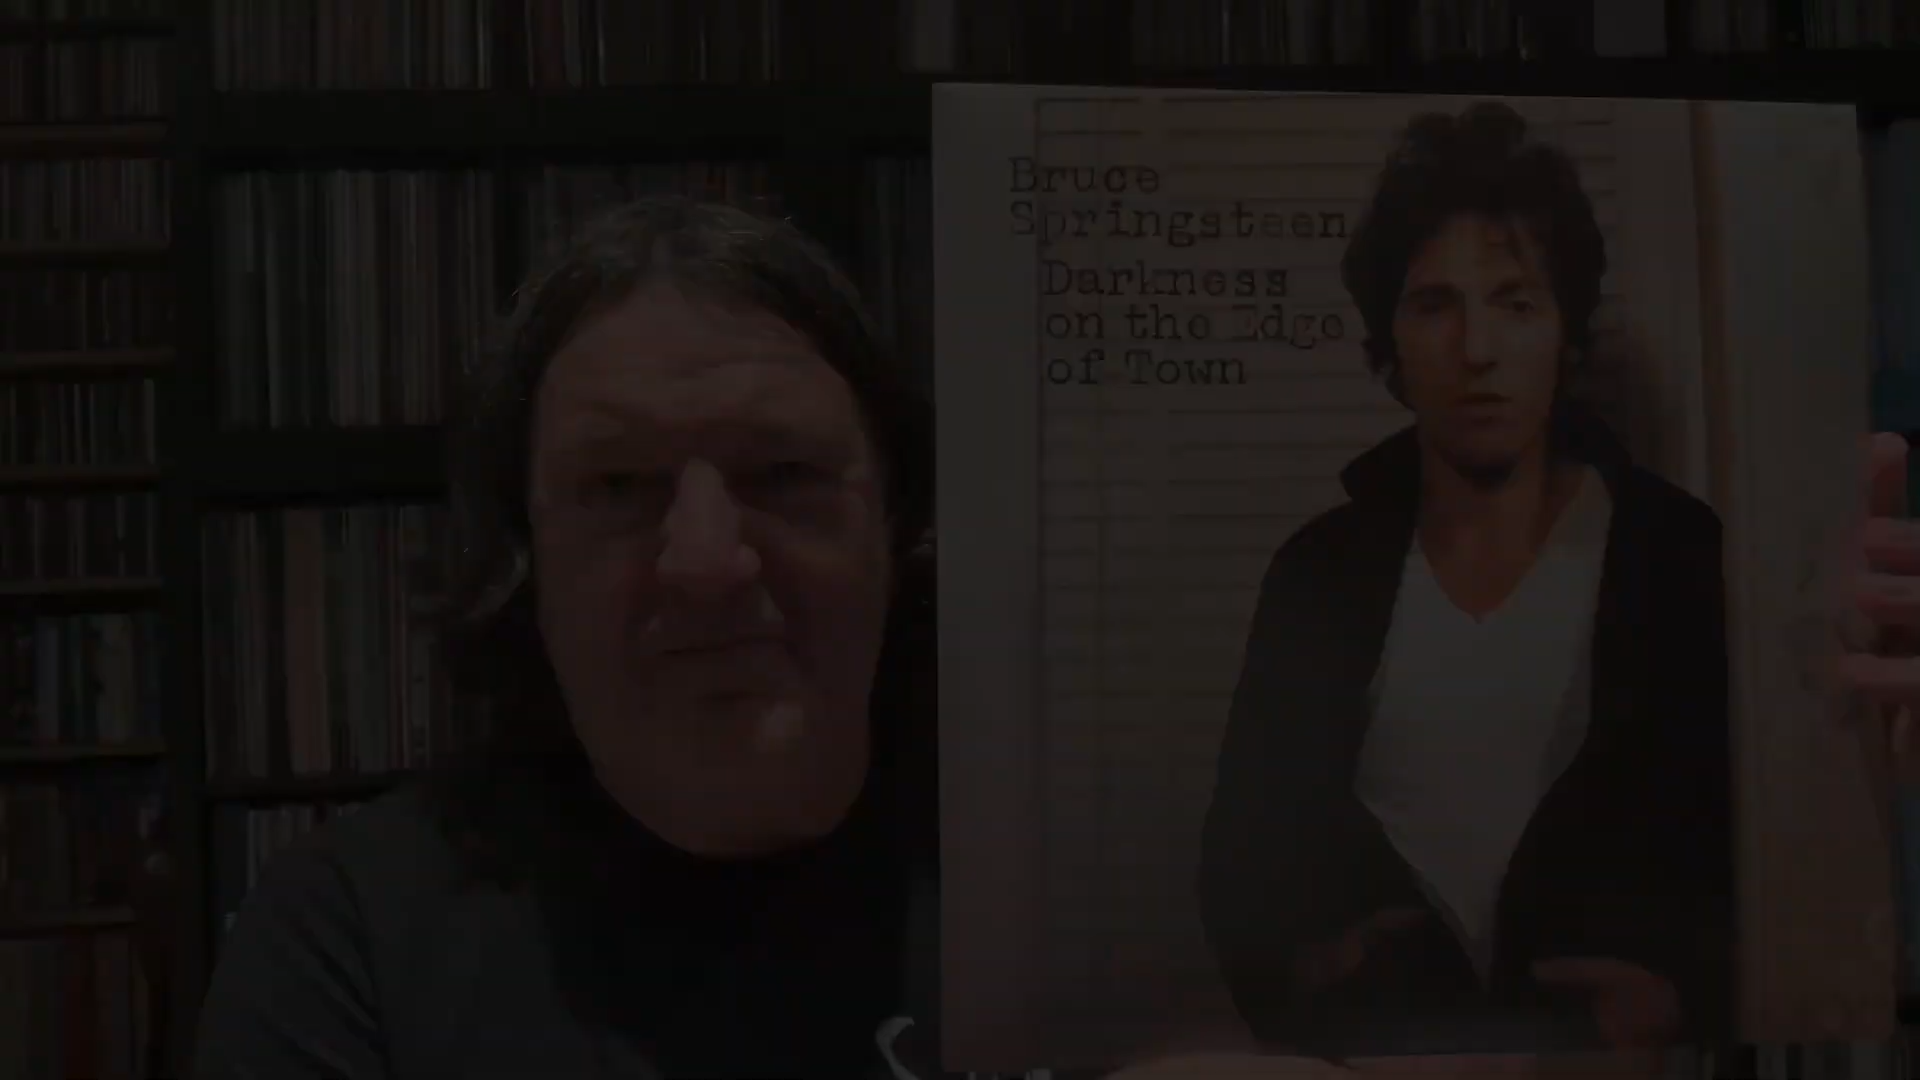 Bruce
Springsteen
Darkness
on the Edge
of Town